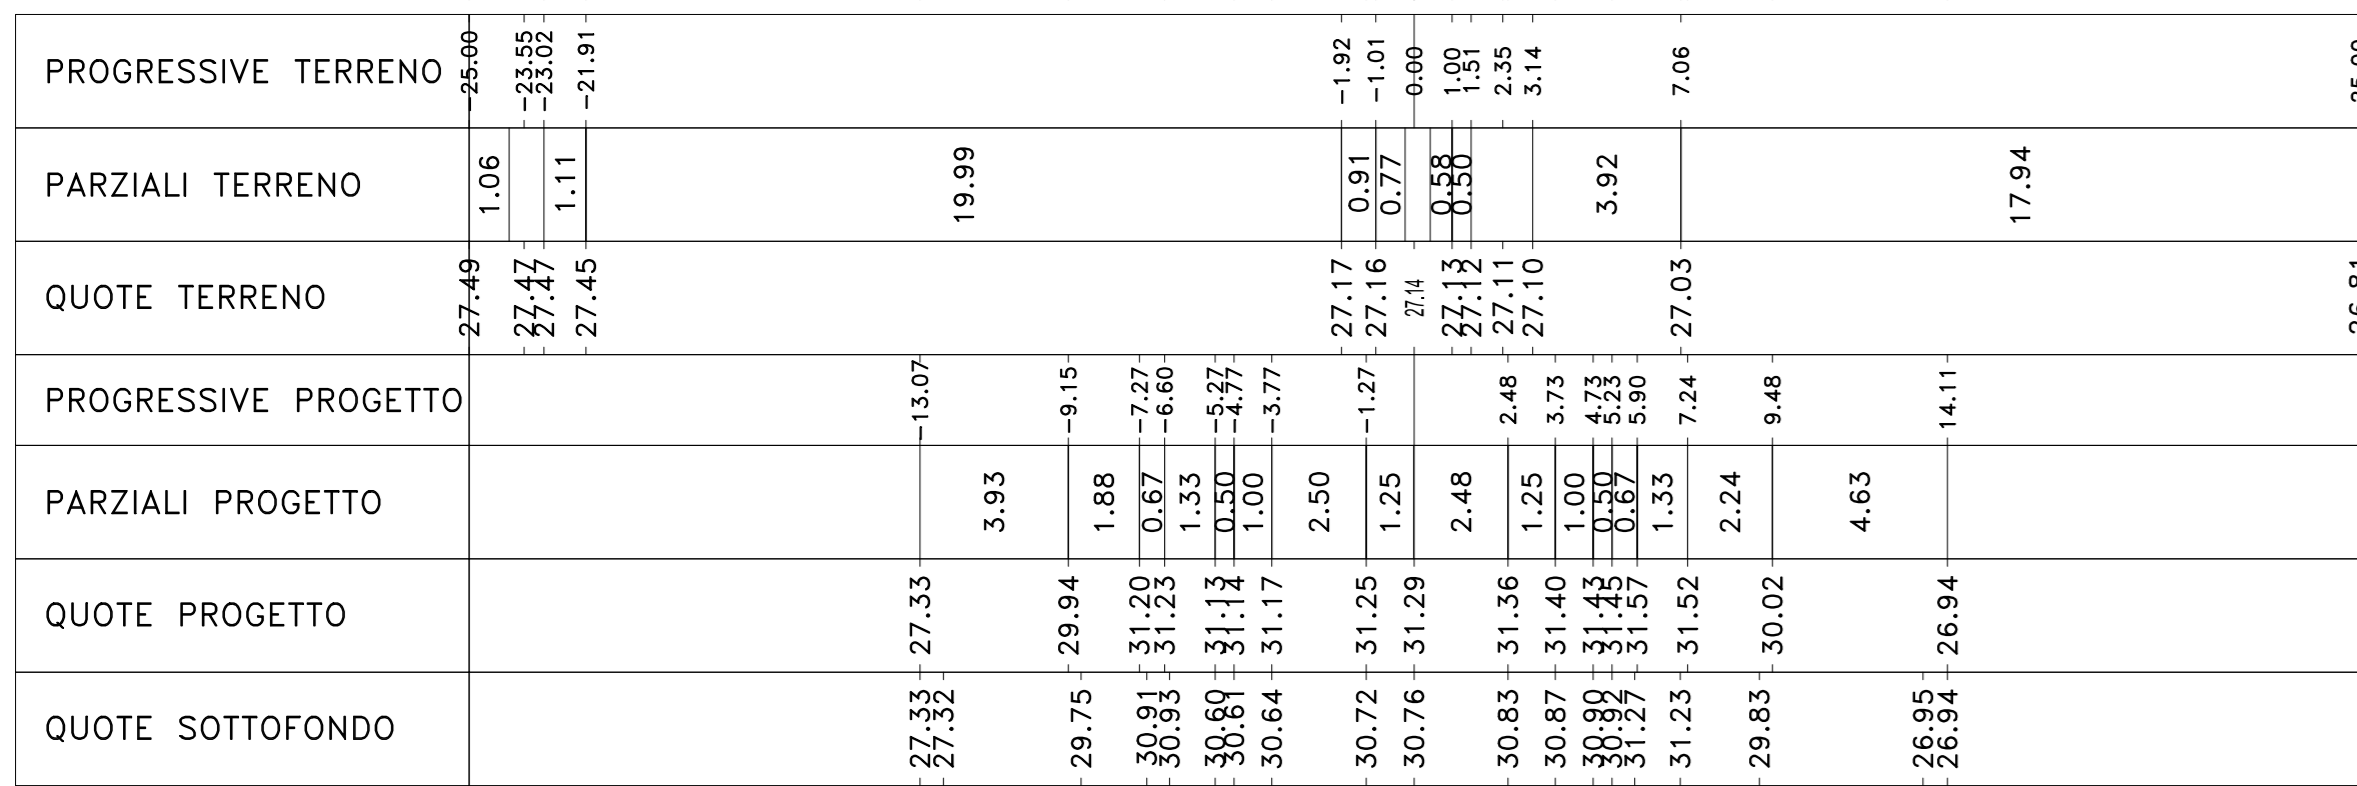 PROGRESSIVE TERRENO -25.00 -23.55 -23.02 -21.91 -1.92 -1.01 0.00 1.00 1.51 2.35 3.14 7.06
PARZIALI TERRENO 1.06 1.11 19.99 0.91 0.77 0.58 0.50 3.92 17.94
QUOTE TERRENO 27.49 27.47 27.47 27.45 27.17 27.16 27.14 27.13 27.12 27.11 27.10 27.03
PROGRESSIVE PROGETTO -13.07 -9.15 -7.27 -6.60 -5.27 -4.77 -3.77 -1.27 2.48 3.73 4.73 5.23 5.90 7.24 9.48 14.11
PARZIALI PROGETTO 3.93 1.88 0.67 1.33 0.50 1.00 2.50 1.25 2.48 1.25 1.00 0.50 0.67 1.33 2.24 4.63
QUOTE PROGETTO 27.33 29.94 31.20 31.23 31.13 31.14 31.17 31.25 31.29 31.36 31.40 31.43 31.45 31.57 31.52 30.02 26.94
QUOTE SOTTOFONDO 27.33 27.32 29.75 30.91 30.93 30.60 30.61 30.64 30.72 30.76 30.83 30.87 30.90 30.92 31.27 31.23 29.83 26.95 26.94